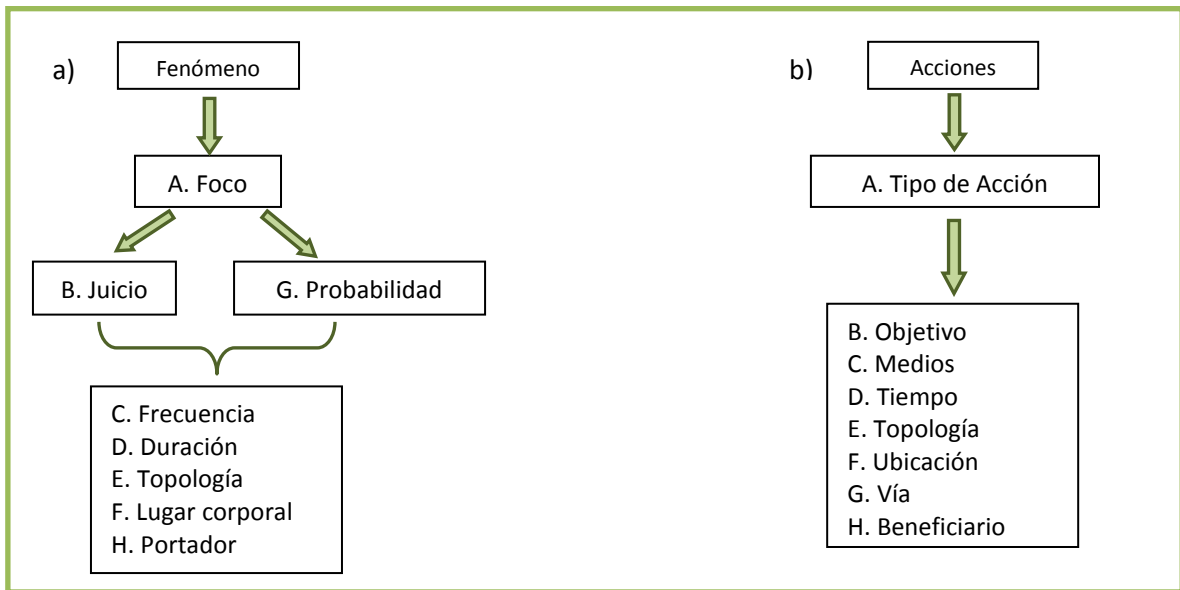 a)
Fenómeno
A. Foco
B. Juicio
G. Probabilidad
C. Frecuencia
D. Duración
E. Topología
F. Lugar corporal
H. Portador
b)
Acciones
A. Tipo de Acción
B. Objetivo
C. Medios
D. Tiempo
E. Topología
F. Ubicación
G. Vía
H. Beneficiario